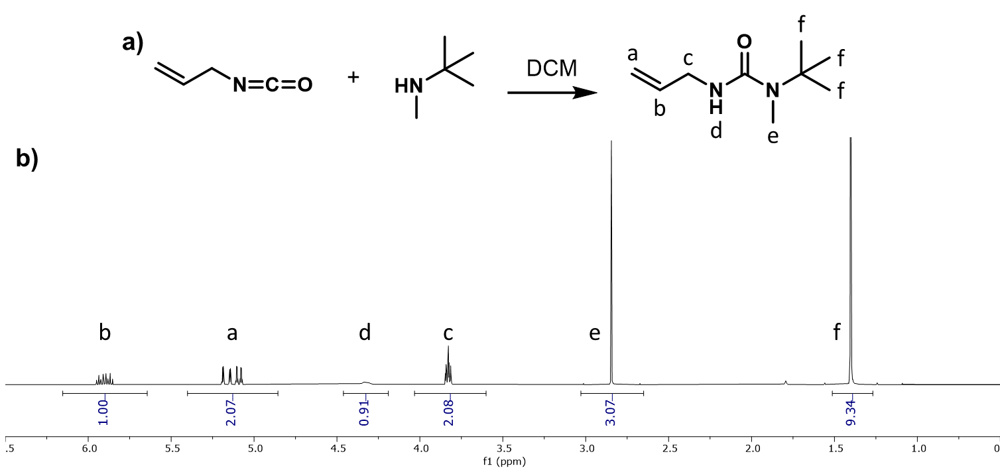 a)
N=C=O
+
HN
DCM
a
b
c
N
H
d
O
N
e
f
f
f
b)
b
a
d
c
e
f
1.00
2.07
0.91
2.08
3.07
9.34
.5
6.0
5.5
5.0
4.5
4.0
3.5
3.0
2.5
2.0
1.5
1.0
0
f1 (ppm)